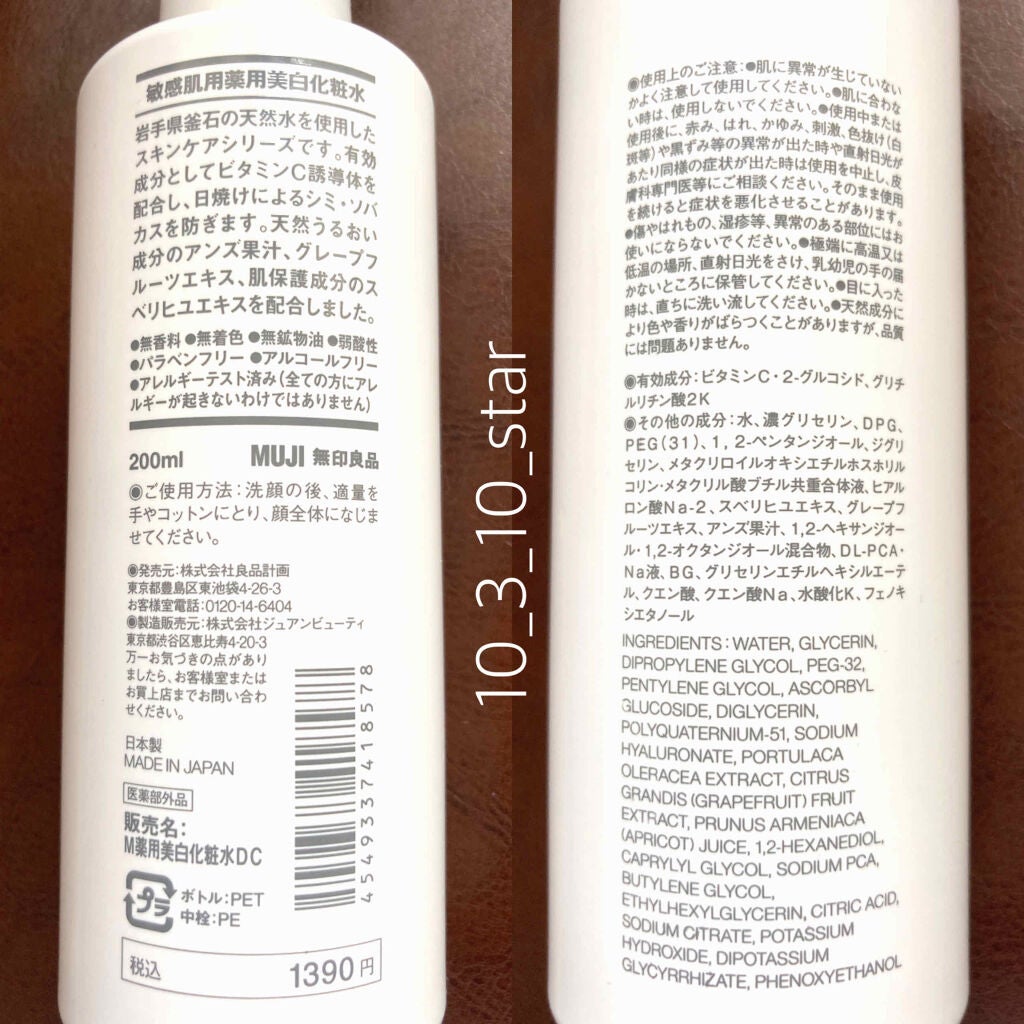 敏感肌用薬用美白化粧水
岩手県釜石の天然水を使用した
スキンケアシリーズです。有効
成分としてビタミンC誘導体を
配合し、日焼けによるシミ・ソバ
カスを防ぎます。天然うるおい
成分のアンズ果汁、グレープフ
ルーツエキス、肌保護成分のス
ベリヒユエキスを配合しました。
●無香料 ●無着色 ●無鉱物油 ●弱酸性
●パラベンフリー ●アルコールフリー
●アレルギーテスト済み(全ての方にアレ
ルギーが起きないわけではありません)
200ml MUJI 無印良品
◉ご使用方法:洗顔の後、適量を
手やコットンにとり、顔全体になじま
せてください。
◉発売元:株式会社良品計画
東京都豊島区東池袋4-26-3
お客様室電話:0120-14-6404
◉製造販売元:株式会社ジュアンビューティ
東京都渋谷区恵比寿4-20-3
万一お気づきの点があり
ましたら、お客様室または
お買上店までお問い合わ
せください。
日本製
MADE IN JAPAN
医薬部外品
販売名:
M薬用美白化粧水DC
プラ
ボトル:PET
中栓:PE
4549337418578
税込 1390円
10_3_10_star
◉使用上のご注意:●肌に異常が生じていない
かよく注意して使用してください。●肌に合わな
い時は、使用しないでください。●使用中または
使用後に、赤み、はれ、かゆみ、刺激、色抜け(白
斑等)や黒ずみ等の異常が出た時や直射日光が
あたり同様の症状が出た時は使用を中止し、皮
膚科専門医等にご相談ください。そのまま使用
を続けると症状を悪化させることがあります。
●傷やはれもの、湿疹等、異常のある部位にはお
使いにならないでください。●極端に高温又は
低温の場所、直射日光をさけ、乳幼児の手の届
かないところに保管してください。●目に入った
時は、直ちに洗い流してください。●天然成分に
より色や香りがばらつくことがありますが、品質
には問題ありません。
◉有効成分:ビタミンC・2-グルコシド、グリチ
ルリチン酸2K
◉その他の成分:水、濃グリセリン、DPG、
PEG(31)、1,2-ペンタンジオール、ジグリ
セリン、メタクリロイルオキシエチルホスホリル
コリン・メタクリル酸ブチル共重合体液、ヒアル
ロン酸Na-2、スベリヒユエキス、グレープフ
ルーツエキス、アンズ果汁、1,2-ヘキサンジオー
ル・1,2-オクタンジオール混合物、DL-PCA・
Na液、BG、グリセリンエチルヘキシルエーテ
ル、クエン酸、クエン酸Na、水酸化K、フェノキ
シエタノール
INGREDIENTS: WATER, GLYCERIN,
DIPROPYLENE GLYCOL, PEG-32,
PENTYLENE GLYCOL, ASCORBYL
GLUCOSIDE, DIGLYCERIN,
POLYQUATERNIUM-51, SODIUM
HYALURONATE, PORTULACA
OLERACEA EXTRACT, CITRUS
GRANDIS (GRAPEFRUIT) FRUIT
EXTRACT, PRUNUS ARMENIACA
(APRICOT) JUICE, 1,2-HEXANEDIOL,
CAPRYLYL GLYCOL, SODIUM PCA,
BUTYLENE GLYCOL,
ETHYLHEXYLGLYCERIN, CITRIC ACID,
SODIUM CITRATE, POTASSIUM
HYDROXIDE, DIPOTASSIUM
GLYCYRRHIZATE, PHENOXYETHANOL